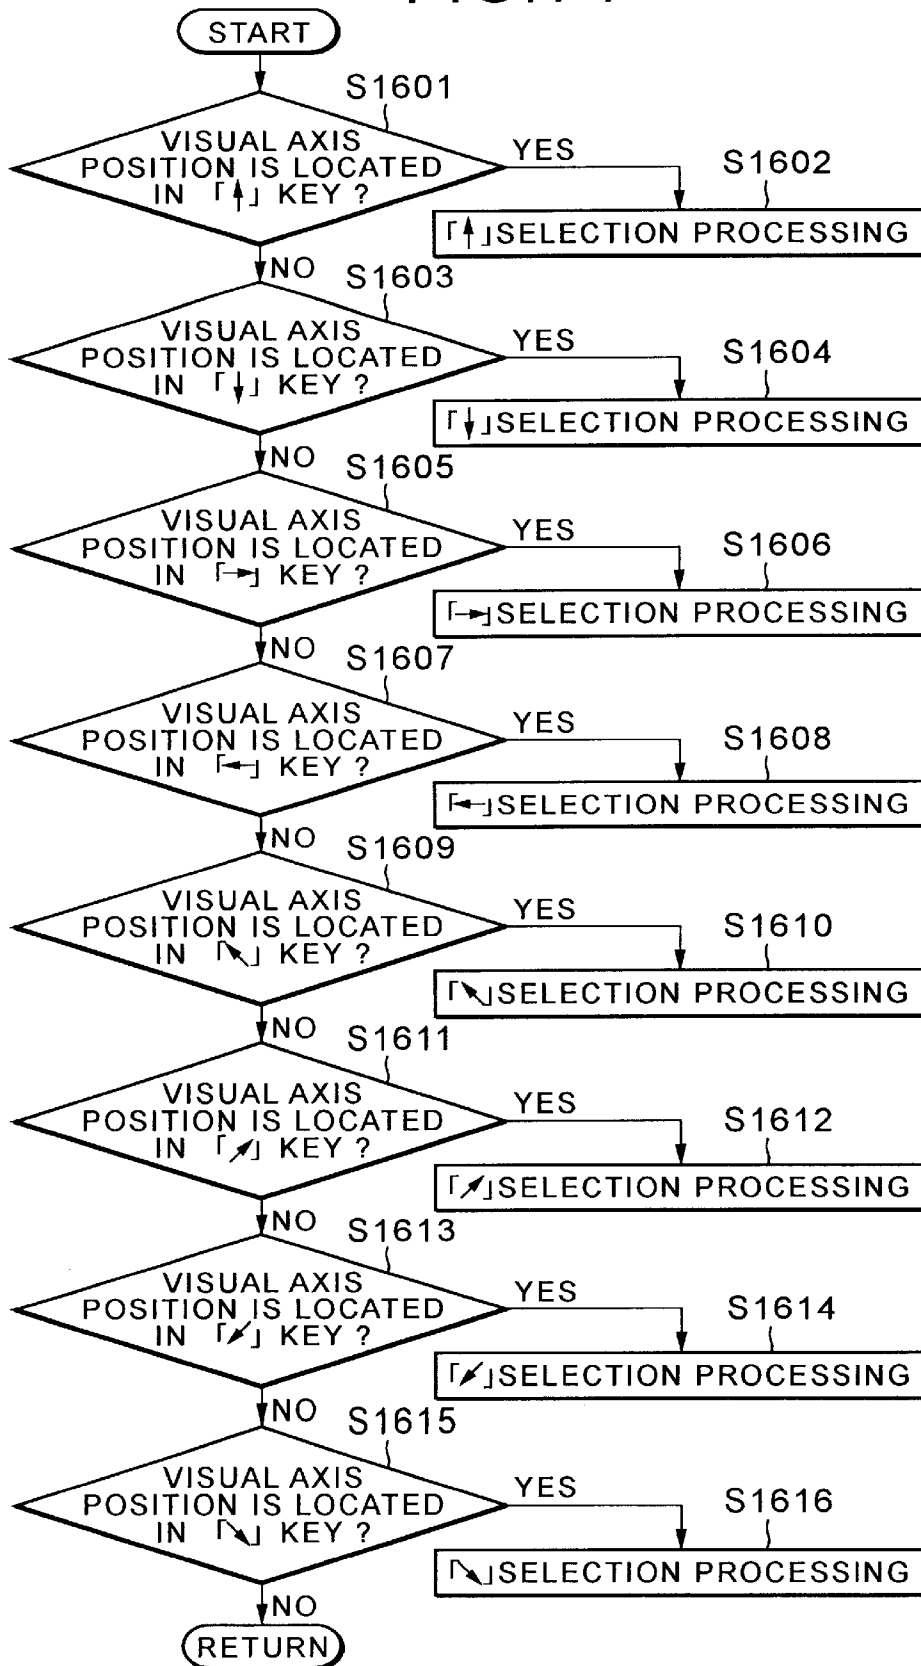 START
S1601
VISUAL AXIS
POSITION IS LOCATED
IN 「↑」 KEY ?
YES
S1602
「↑」SELECTION PROCESSING
NO
S1603
VISUAL AXIS
POSITION IS LOCATED
IN 「↓」 KEY ?
YES
S1604
「↓」SELECTION PROCESSING
NO
S1605
VISUAL AXIS
POSITION IS LOCATED
IN 「→」 KEY ?
YES
S1606
「→」SELECTION PROCESSING
NO
S1607
VISUAL AXIS
POSITION IS LOCATED
IN 「←」 KEY ?
YES
S1608
「←」SELECTION PROCESSING
NO
S1609
VISUAL AXIS
POSITION IS LOCATED
IN 「↖」 KEY ?
YES
S1610
「↖」SELECTION PROCESSING
NO
S1611
VISUAL AXIS
POSITION IS LOCATED
IN 「↗」 KEY ?
YES
S1612
「↗」SELECTION PROCESSING
NO
S1613
VISUAL AXIS
POSITION IS LOCATED
IN 「↙」 KEY ?
YES
S1614
「↙」SELECTION PROCESSING
NO
S1615
VISUAL AXIS
POSITION IS LOCATED
IN 「↘」 KEY ?
YES
S1616
「↘」SELECTION PROCESSING
NO
RETURN